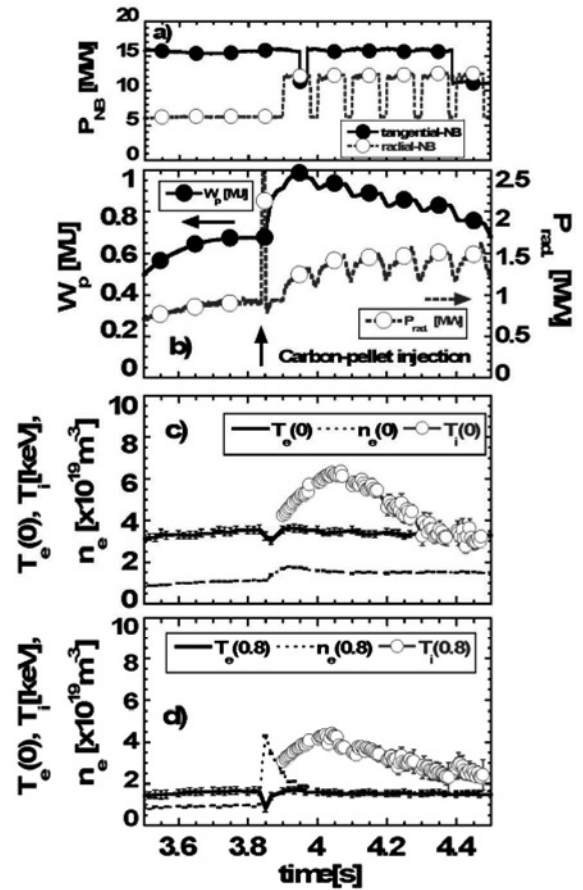 a)
P_NB [MW]
20
15
10
5
0
tangential-NB
radial-NB
W_p [MJ]
1
0.8
0.6
0.4
0.2
0
W_p [MJ]
b)
Carbon-pellet injection
P_rad. [MW]
P_rad. [MW]
2.5
2
1.5
1
0.5
0
c)
T_e(0), T_i[keV],
n_e [x10^19m^-3]
10
8
6
4
2
0
T_e(0) n_e(0) T_i(0)
d)
T_e(0), T_i[keV],
n_e [x10^19m^-3]
10
8
6
4
2
0
T_e(0.8) n_e(0.8) T_i(0.8)
3.6 3.8 4 4.2 4.4
time[s]